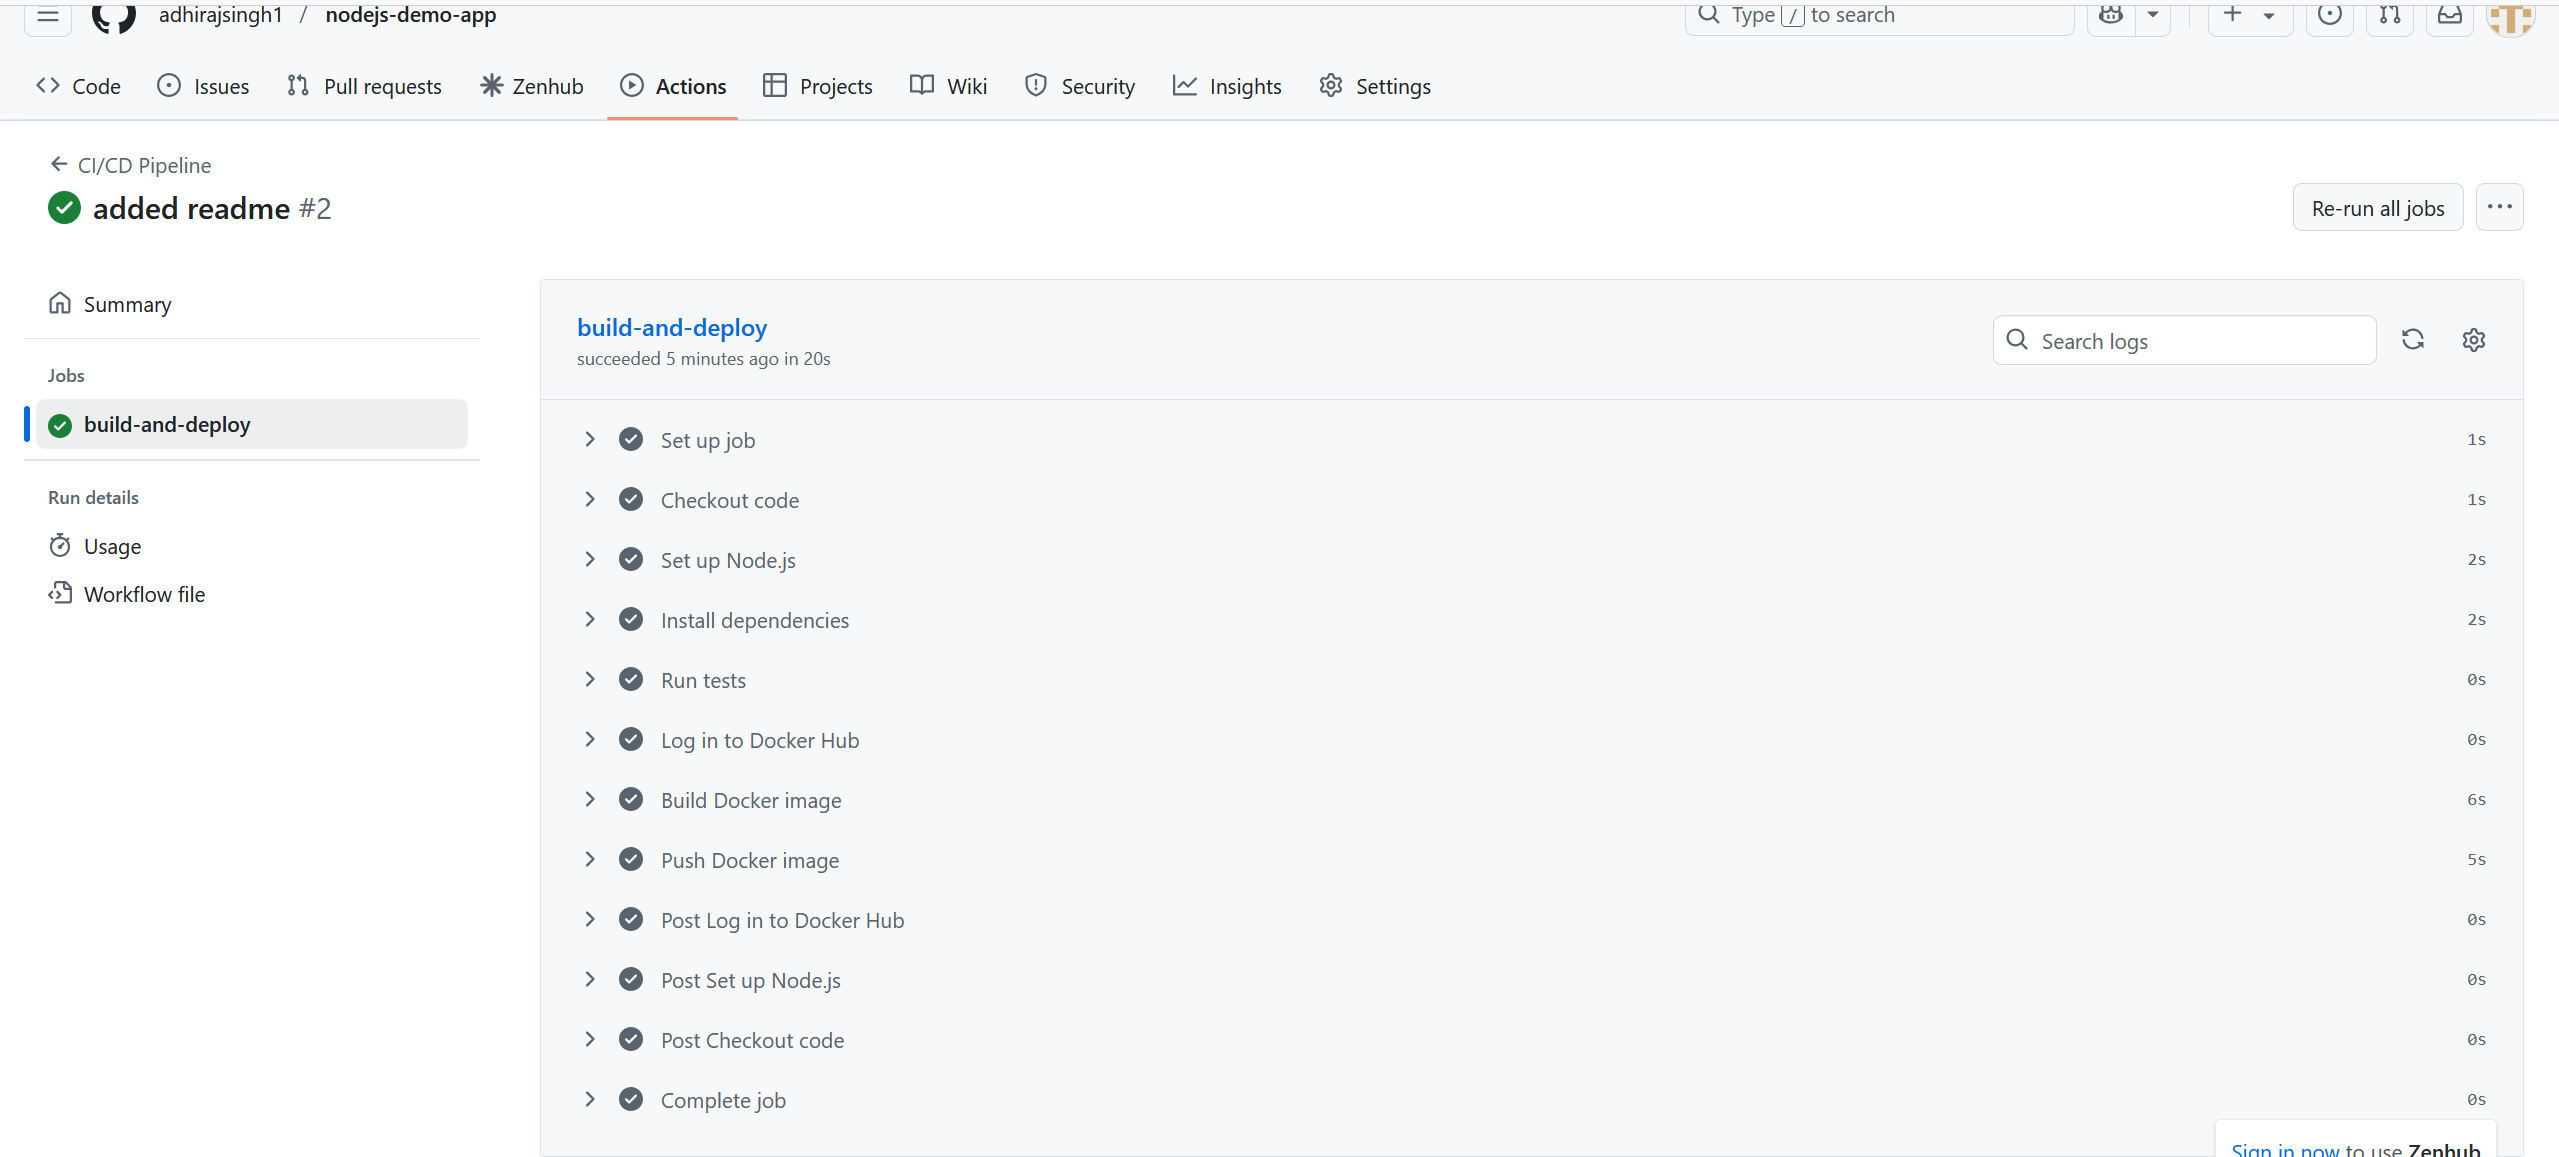 adhirajsingh1 / nodejs-demo-app
Type / to search
Code Issues Pull requests Zenhub Actions Projects Wiki Security Insights Settings
CI/CD Pipeline
added readme #2
Re-run all jobs
Summary
Jobs
build-and-deploy
Run details
Usage
Workflow file
build-and-deploy
succeeded 5 minutes ago in 20s
Search logs
Set up job 1s
Checkout code 1s
Set up Node.js 2s
Install dependencies 2s
Run tests 0s
Log in to Docker Hub 0s
Build Docker image 6s
Push Docker image 5s
Post Log in to Docker Hub 0s
Post Set up Node.js 0s
Post Checkout code 0s
Complete job 0s
Sign in now to use Zenhub